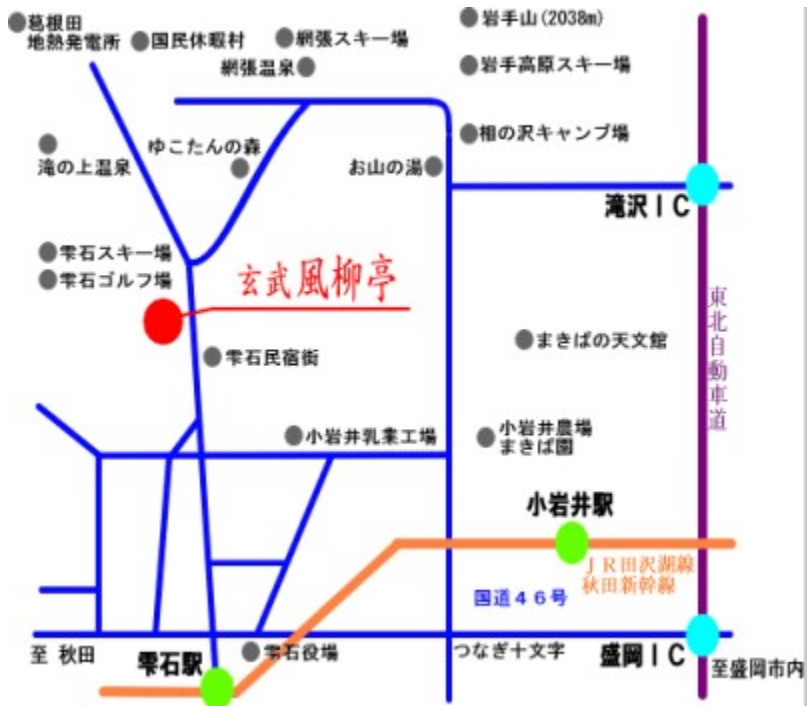 葛根田
地熱発電所
国民休暇村
網張スキー場
網張温泉
岩手山(2038m)
岩手高原スキー場
相の沢キャンプ場
滝の上温泉
ゆこたんの森
お山の湯
滝沢IC
雫石スキー場
雫石ゴルフ場
玄武風柳亭
東北自動車道
雫石民宿街
まきばの天文館
小岩井乳業工場
小岩井農場
まきば園
小岩井駅
JR田沢湖線
秋田新幹線
国道46号
至 秋田
雫石駅
雫石役場
つなぎ十文字
盛岡IC
至盛岡市内